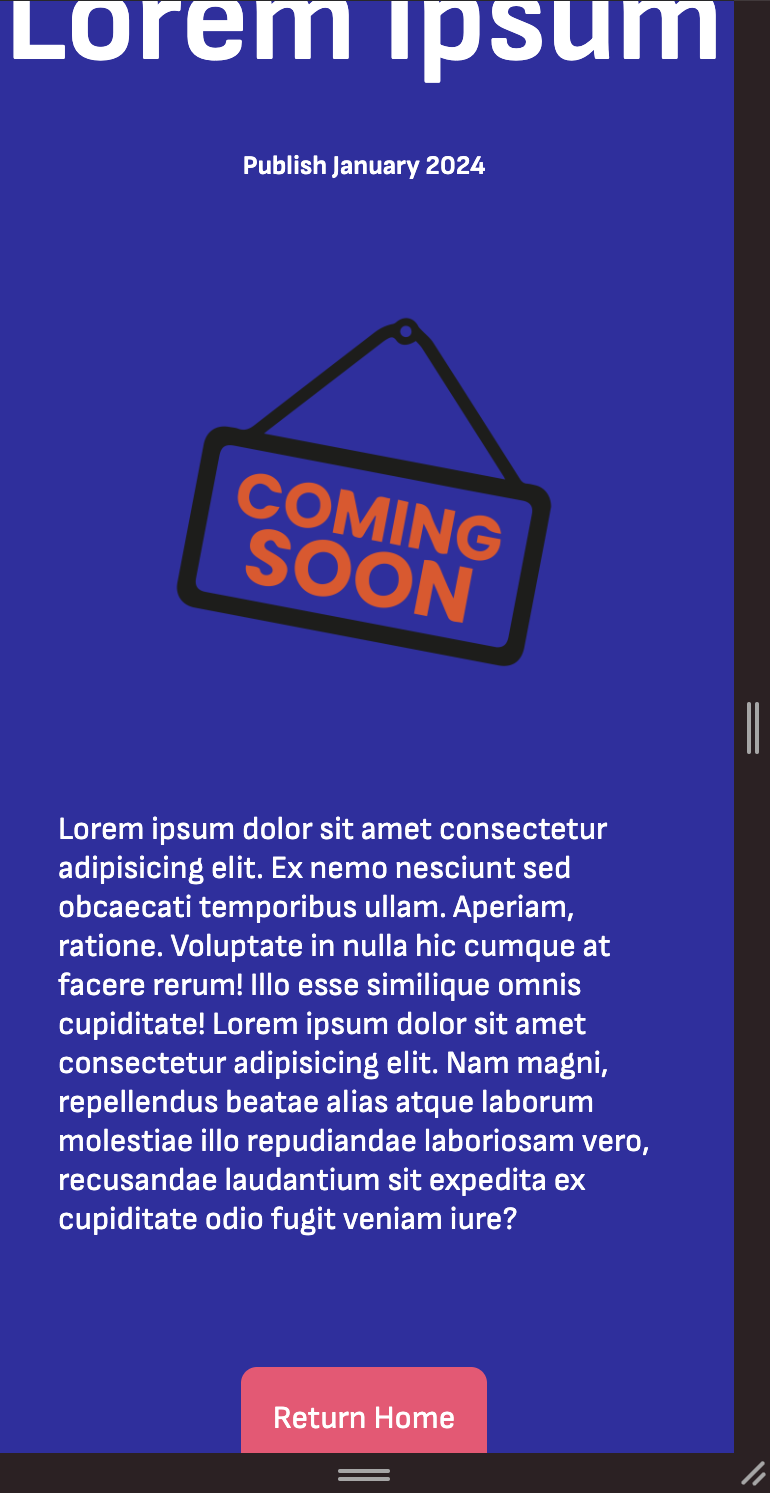 Lorem Ipsum
Publish January 2024
COMING
SOON
Lorem ipsum dolor sit amet consectetur
adipisicing elit. Ex nemo nesciunt sed
obcaecati temporibus ullam. Aperiam,
ratione. Voluptate in nulla hic cumque at
facere rerum! Illo esse similique omnis
cupiditate! Lorem ipsum dolor sit amet
consectetur adipisicing elit. Nam magni,
repellendus beatae alias atque laborum
molestiae illo repudiandae laboriosam vero,
recusandae laudantium sit expedita ex
cupiditate odio fugit veniam iure?
Return Home